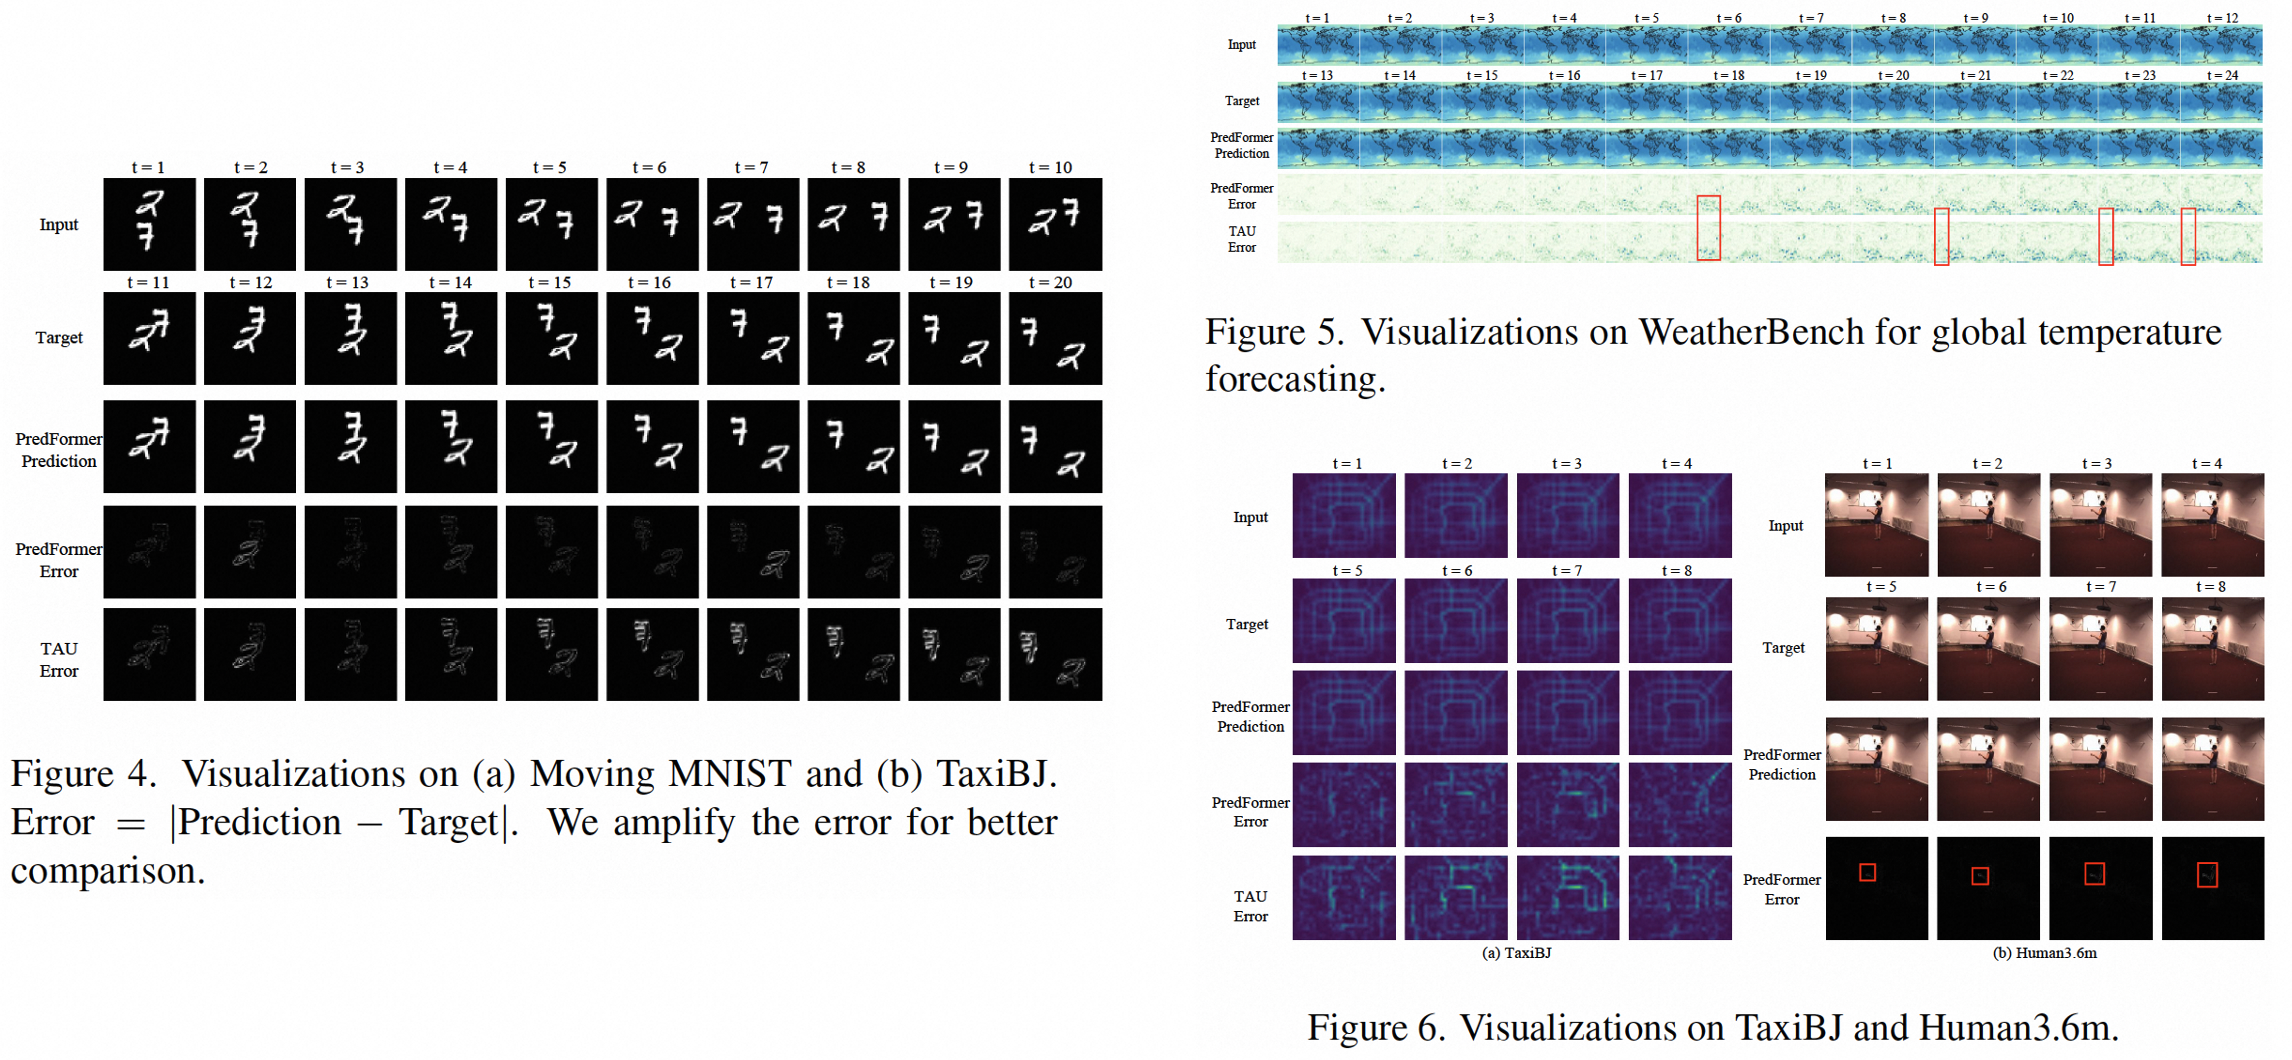 t = 1 t = 2 t = 3 t = 4 t = 5 t = 6 t = 7 t = 8 t = 9 t = 10
Input
t = 11 t = 12 t = 13 t = 14 t = 15 t = 16 t = 17 t = 18 t = 19 t = 20
Target
PredFormer
Prediction
PredFormer
Error
TAU
Error
Figure 4. Visualizations on (a) Moving MNIST and (b) TaxiBJ.
Error = |Prediction − Target|. We amplify the error for better
comparison.
t = 1 t = 2 t = 3 t = 4 t = 5 t = 6 t = 7 t = 8 t = 9 t = 10 t = 11 t = 12
Input
t = 13 t = 14 t = 15 t = 16 t = 17 t = 18 t = 19 t = 20 t = 21 t = 22 t = 23 t = 24
Target
PredFormer
Prediction
PredFormer
Error
TAU
Error
Figure 5. Visualizations on WeatherBench for global temperature
forecasting.
t = 1 t = 2 t = 3 t = 4
Input
t = 5 t = 6 t = 7 t = 8
Target
PredFormer
Prediction
PredFormer
Error
TAU
Error
(a) TaxiBJ
t = 1 t = 2 t = 3 t = 4
Input
t = 5 t = 6 t = 7 t = 8
Target
PredFormer
Prediction
PredFormer
Error
(b) Human3.6m
Figure 6. Visualizations on TaxiBJ and Human3.6m.